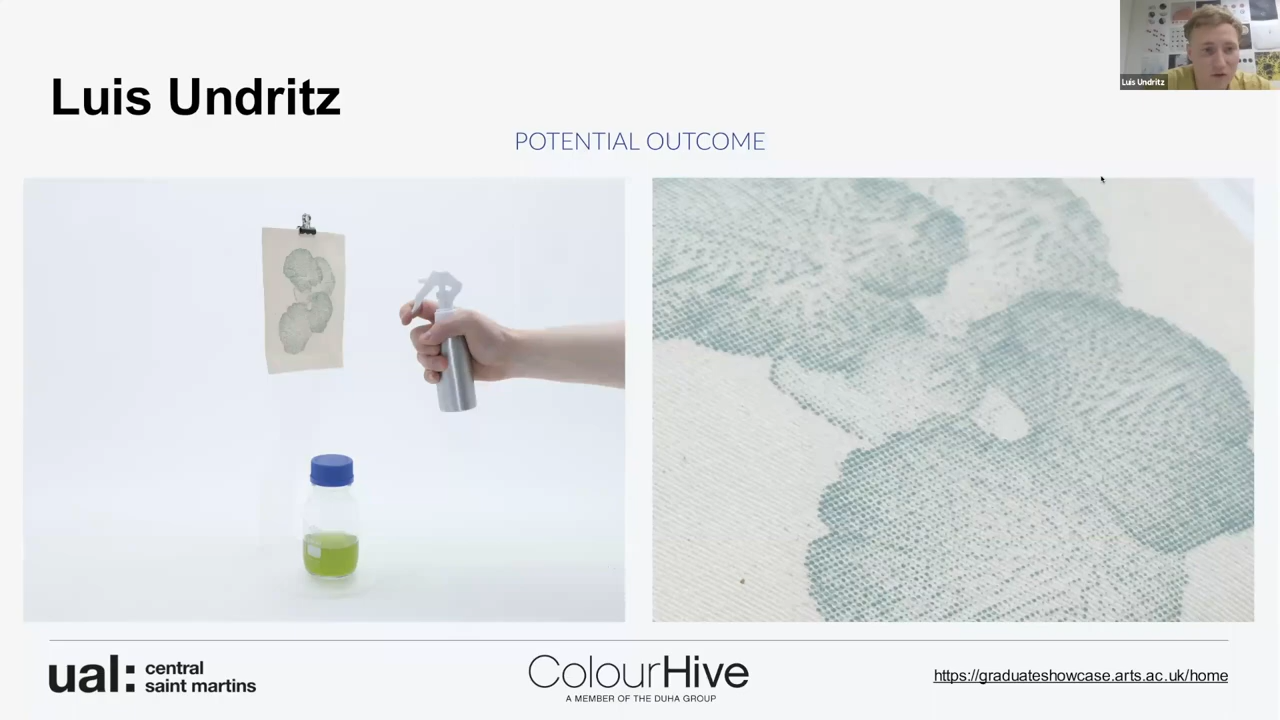 Luis Undritz
Luis Undritz
POTENTIAL OUTCOME
ual: central
saint martins
ColourHive
A MEMBER OF THE DUHA GROUP
https://graduateshowcase.arts.ac.uk/home